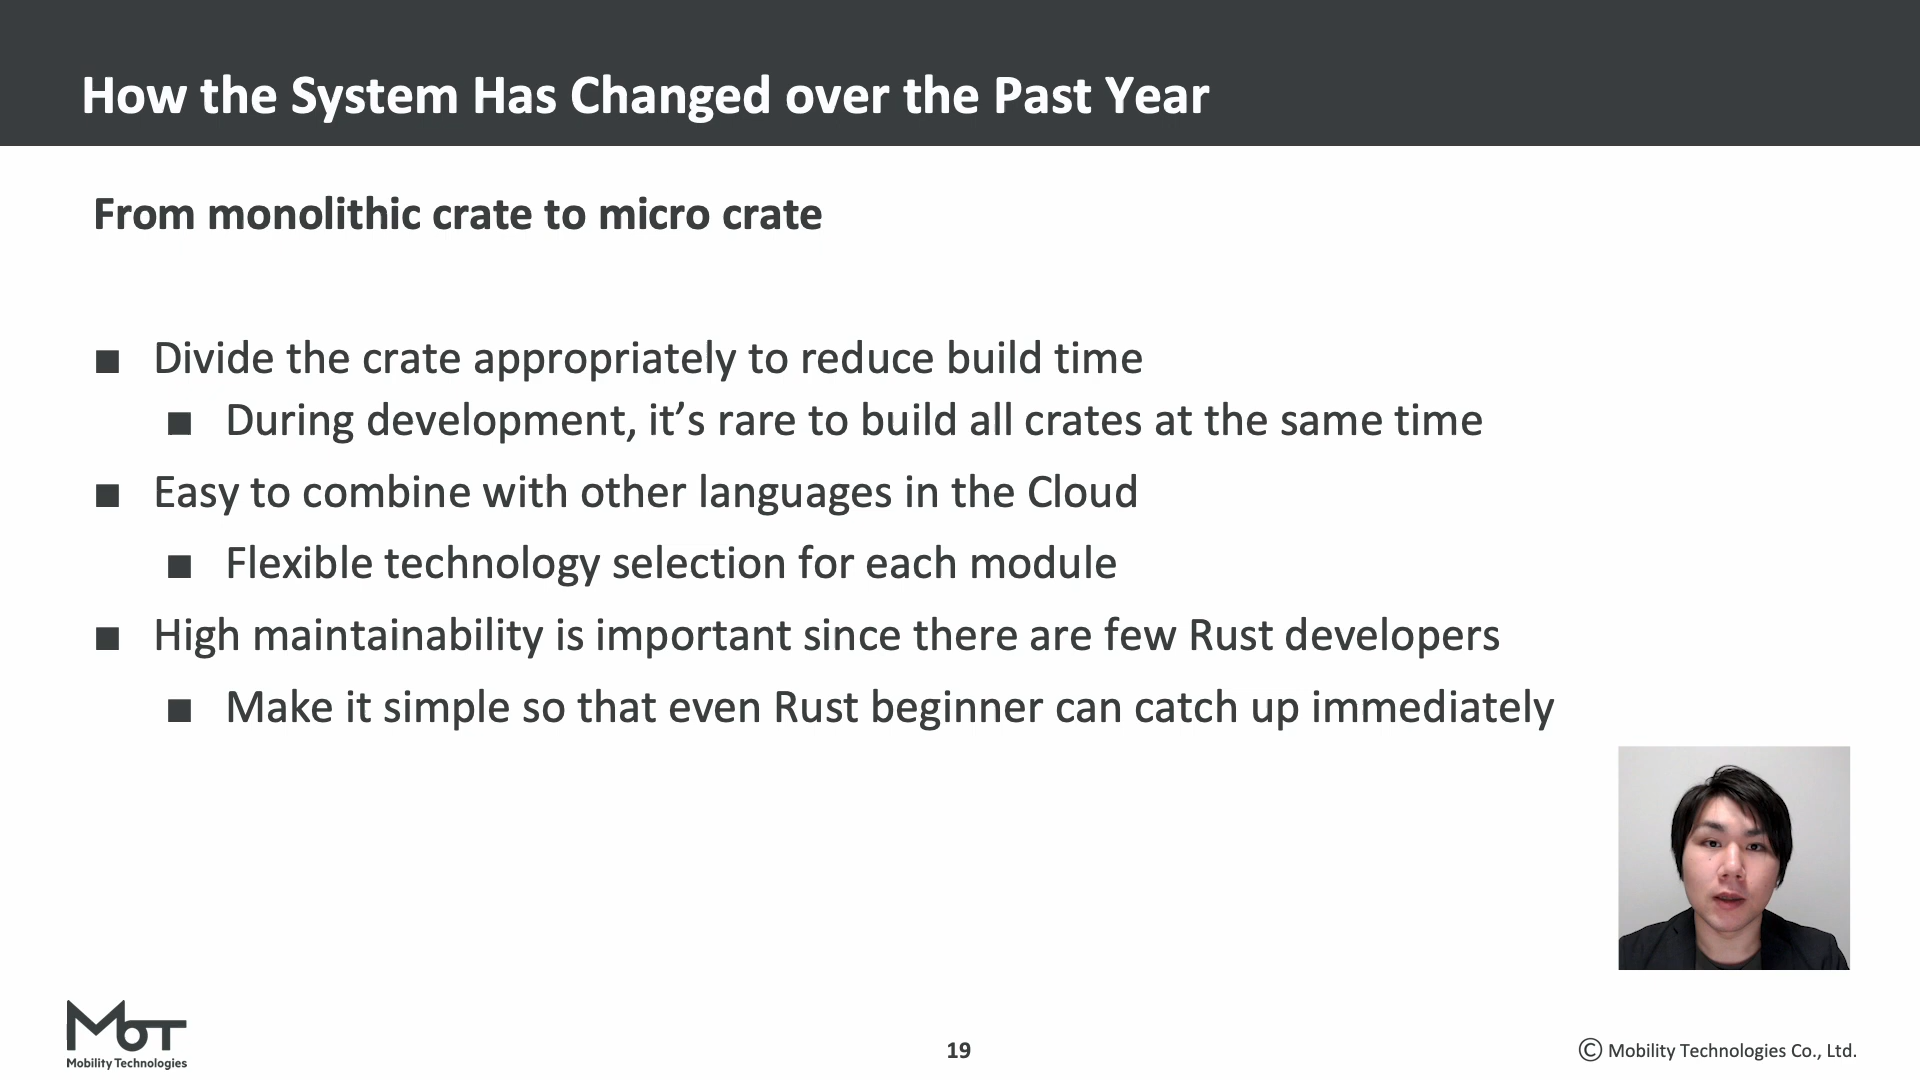 How the System Has Changed over the Past Year
From monolithic crate to micro crate
■ Divide the crate appropriately to reduce build time
■ During development, it’s rare to build all crates at the same time
■ Easy to combine with other languages in the Cloud
■ Flexible technology selection for each module
■ High maintainability is important since there are few Rust developers
■ Make it simple so that even Rust beginner can catch up immediately
MoT
Mobility Technologies
19
© Mobility Technologies Co., Ltd.